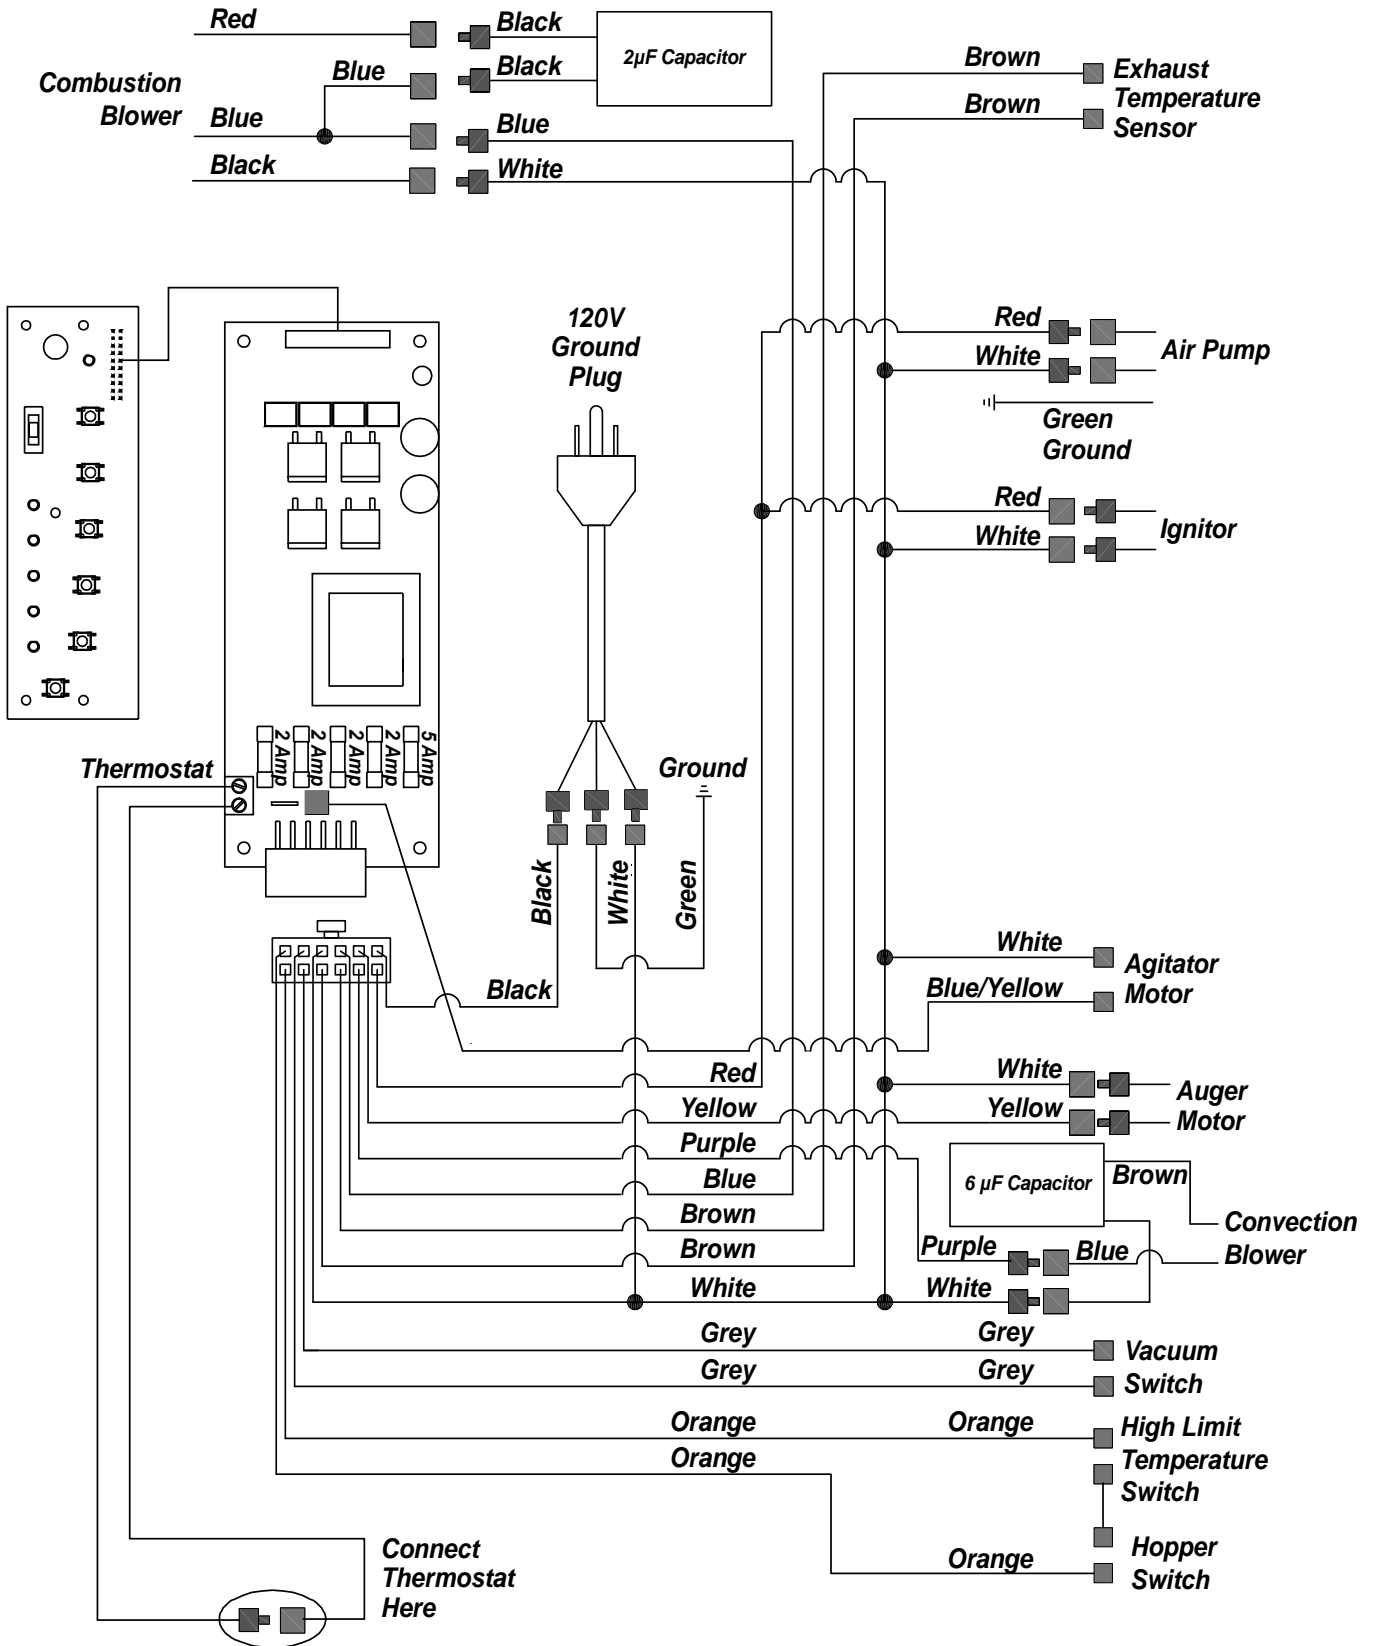 Red
Black
2µF Capacitor
Brown
Exhaust
Temperature
Sensor
Combustion
Blower
Blue
Black
Brown
Blue
Blue
Black
White
120V
Ground
Plug
Red
White
Air Pump
Green
Ground
Red
White
Ignitor
2 Amp
2 Amp
2 Amp
2 Amp
5 Amp
Thermostat
Ground
Black
White
Green
White
Agitator
Motor
Blue/Yellow
Black
Red
White
Auger
Motor
Yellow
Yellow
Purple
6 µF Capacitor
Brown
Blue
Brown
Convection
Blower
Brown
Purple
Blue
White
White
Grey
Grey
Vacuum
Switch
Grey
Grey
Orange
Orange
High Limit
Temperature
Switch
Orange
Connect
Thermostat
Here
Orange
Hopper
Switch